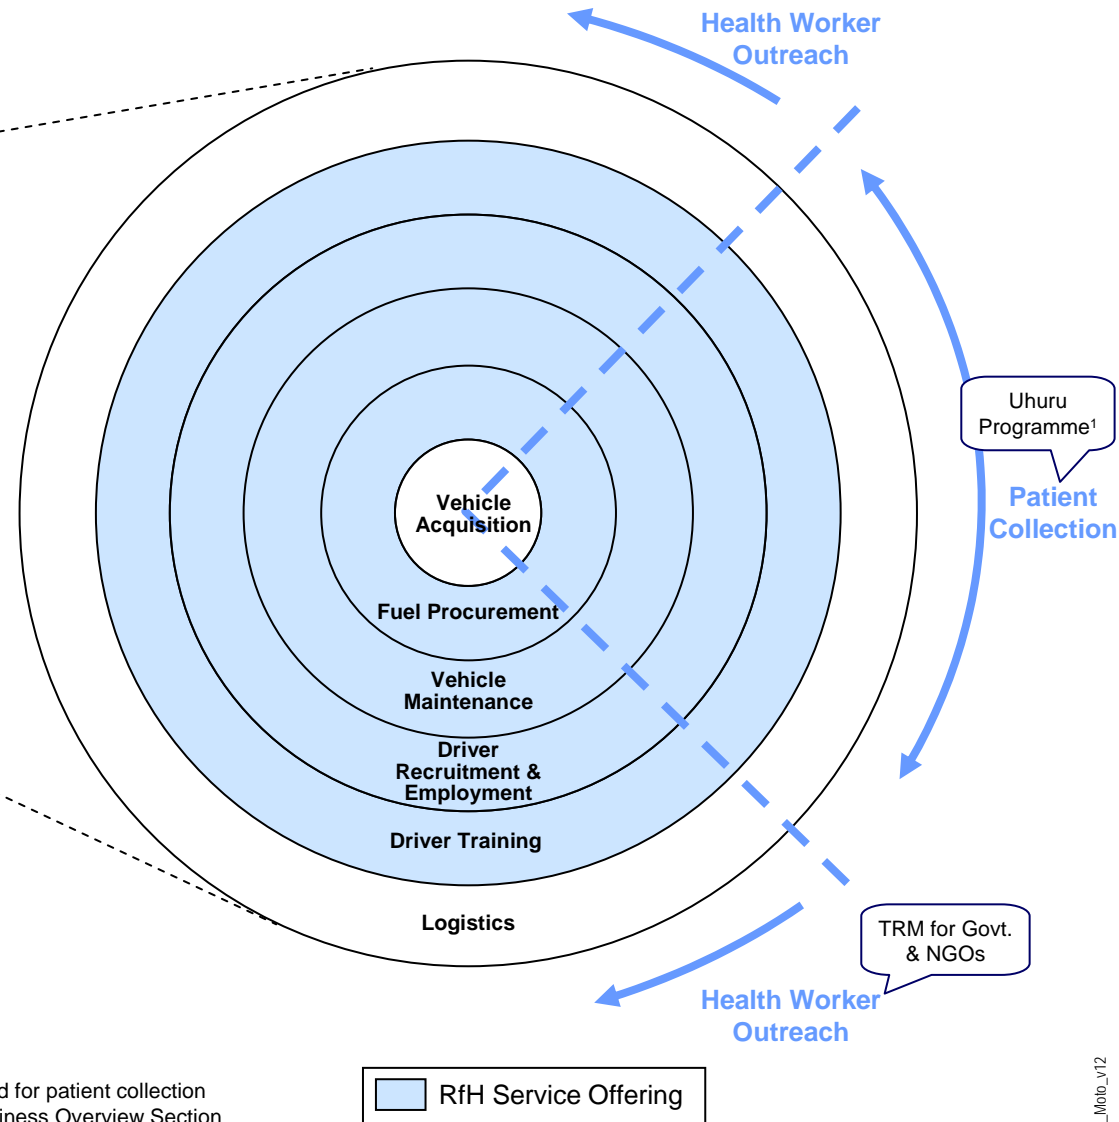 Health Worker
Outreach
Uhuru
Programme¹
Patient
Collection
Vehicle
Acquisition
Fuel Procurement
Vehicle
Maintenance
Driver
Recruitment &
Employment
Driver Training
Logistics
TRM for Govt.
& NGOs
Health Worker
Outreach
d for patient collection
iness Overview Section
RfH Service Offering
_Moto_v12